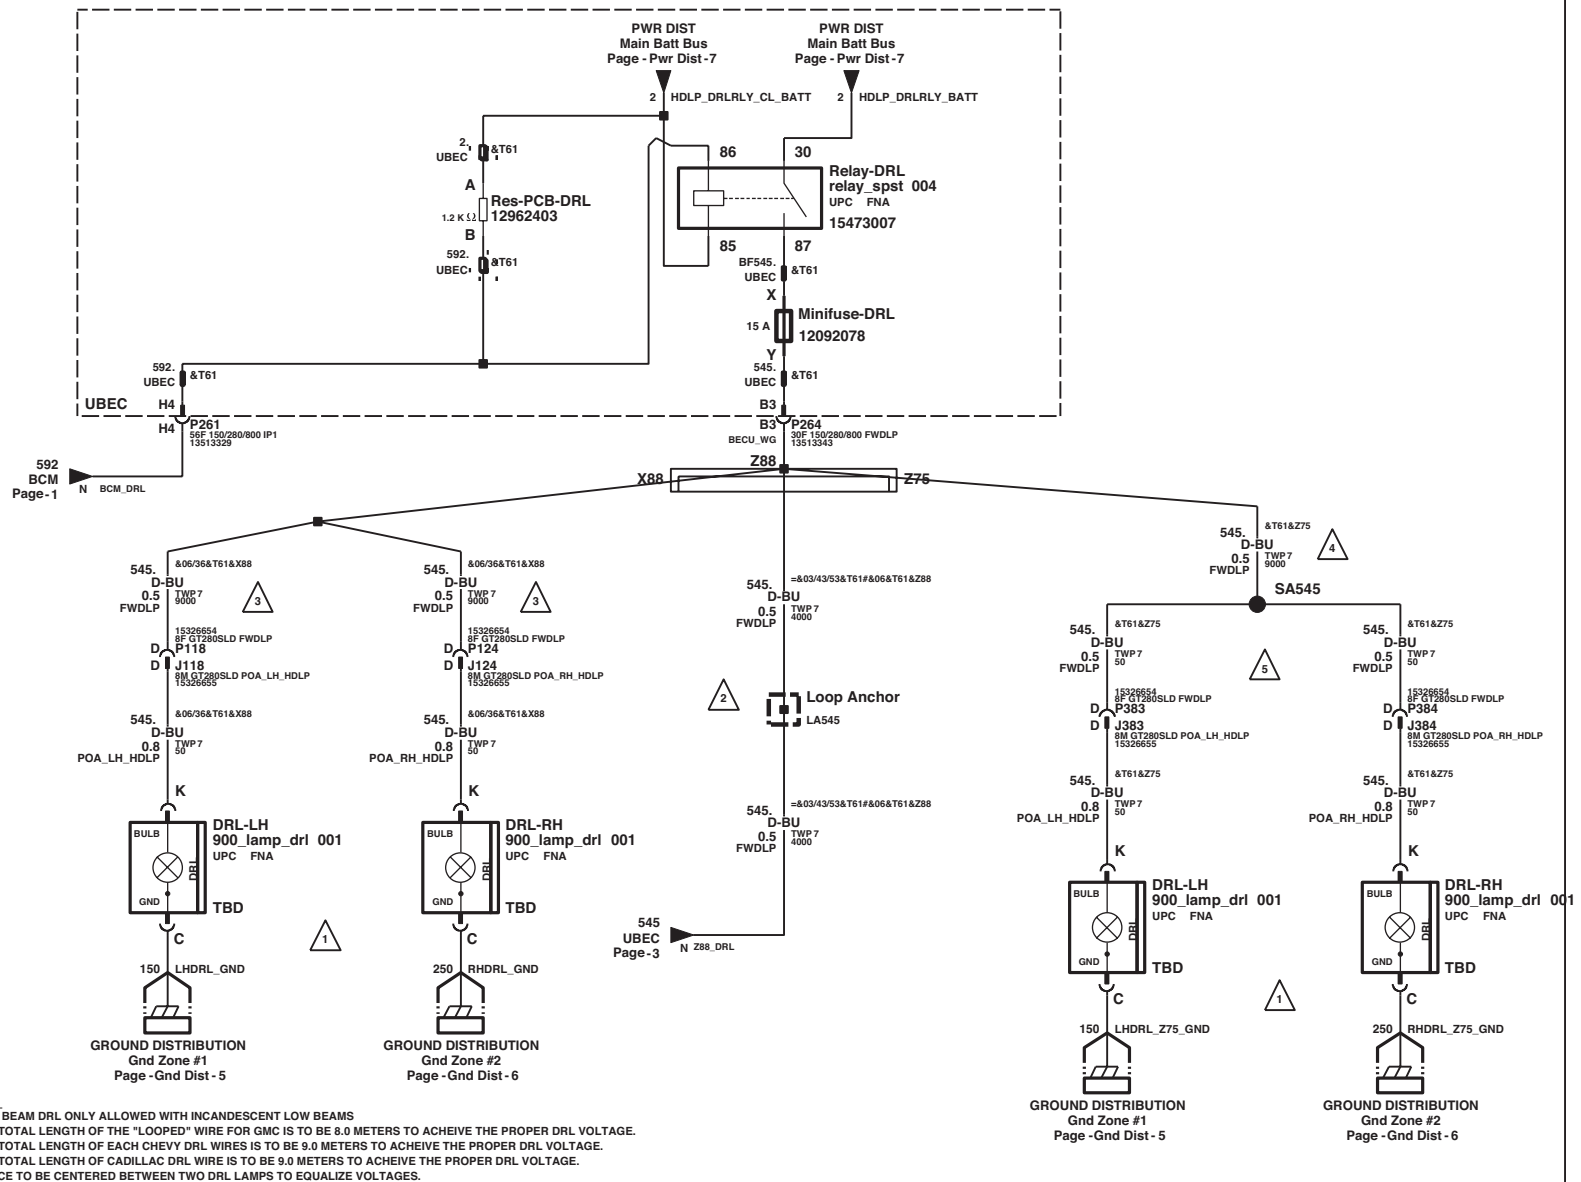 PWR DIST
Main Batt Bus
Page - Pwr Dist-7
PWR DIST
Main Batt Bus
Page - Pwr Dist-7
2 HDLP_DRLRLY_CL_BATT
2 HDLP_DRLRLY_BATT
2.
UBEC
&T61
A
1.2 K Ω
Res-PCB-DRL
12962403
B
592.
UBEC
&T61
86
30
Relay-DRL
relay_spst 004
UPC FNA
15473007
85
87
BF545.
UBEC
&T61
X
15 A
Minifuse-DRL
12092078
Y
545.
UBEC
&T61
592.
UBEC
&T61
UBEC
H4
B3
H4
P261
56F 150/280/800 IP1
13513329
B3
P264
BECU_WG
30F 150/280/800 FWDLP
13513343
592
BCM
Page-1
N BCM_DRL
Z88
X88
Z75
545.
D-BU
0.5
FWDLP
&06/36&T61&X88
TWP 7
9000
3
545.
D-BU
0.5
FWDLP
&06/36&T61&X88
TWP 7
9000
3
15326654
8F GT280SLD FWDLP
D P118
D J118
8M GT280SLD POA_LH_HDLP
15326655
15326654
8F GT280SLD FWDLP
D P124
D J124
8M GT280SLD POA_RH_HDLP
15326655
545.
D-BU
0.8
POA_LH_HDLP
&06/36&T61&X88
TWP 7
50
K
545.
D-BU
0.8
POA_RH_HDLP
&06/36&T61&X88
TWP 7
50
K
BULB
DRL
GND
DRL-LH
900_lamp_drl 001
UPC FNA
TBD
C
BULB
DRL
GND
DRL-RH
900_lamp_drl 001
UPC FNA
TBD
C
1
150 LHDRL_GND
GROUND DISTRIBUTION
Gnd Zone #1
Page -Gnd Dist- 5
250 RHDRL_GND
GROUND DISTRIBUTION
Gnd Zone #2
Page -Gnd Dist- 6
545.
D-BU
0.5
FWDLP
=&03/43/53&T61#&06&T61&Z88
TWP 7
4000
2
Loop Anchor
LA545
545.
D-BU
0.5
FWDLP
=&03/43/53&T61#&06&T61&Z88
TWP 7
4000
545
UBEC
Page-3
N Z88_DRL
545.
D-BU
0.5
FWDLP
&T61&Z75
TWP 7
9000
4
SA545
545.
D-BU
0.5
FWDLP
&T61&Z75
TWP 7
50
5
545.
D-BU
0.5
FWDLP
&T61&Z75
TWP 7
50
15326654
8F GT280SLD FWDLP
D P383
D J383
8M GT280SLD POA_LH_HDLP
15326655
15326654
8F GT280SLD FWDLP
D P384
D J384
8M GT280SLD POA_RH_HDLP
15326655
545.
D-BU
0.8
POA_LH_HDLP
&T61&Z75
TWP 7
50
K
545.
D-BU
0.8
POA_RH_HDLP
&T61&Z75
TWP 7
50
K
BULB
DRL
GND
DRL-LH
900_lamp_drl 001
UPC FNA
TBD
C
BULB
DRL
GND
DRL-RH
900_lamp_drl 001
UPC FNA
TBD
C
1
150 LHDRL_Z75_GND
GROUND DISTRIBUTION
Gnd Zone #1
Page -Gnd Dist- 5
250 RHDRL_Z75_GND
GROUND DISTRIBUTION
Gnd Zone #2
Page -Gnd Dist- 6
BEAM DRL ONLY ALLOWED WITH INCANDESCENT LOW BEAMS
TOTAL LENGTH OF THE "LOOPED" WIRE FOR GMC IS TO BE 8.0 METERS TO ACHEIVE THE PROPER DRL VOLTAGE.
TOTAL LENGTH OF EACH CHEVY DRL WIRES IS TO BE 9.0 METERS TO ACHEIVE THE PROPER DRL VOLTAGE.
TOTAL LENGTH OF CADILLAC DRL WIRE IS TO BE 9.0 METERS TO ACHEIVE THE PROPER DRL VOLTAGE.
CE TO BE CENTERED BETWEEN TWO DRL LAMPS TO EQUALIZE VOLTAGES.